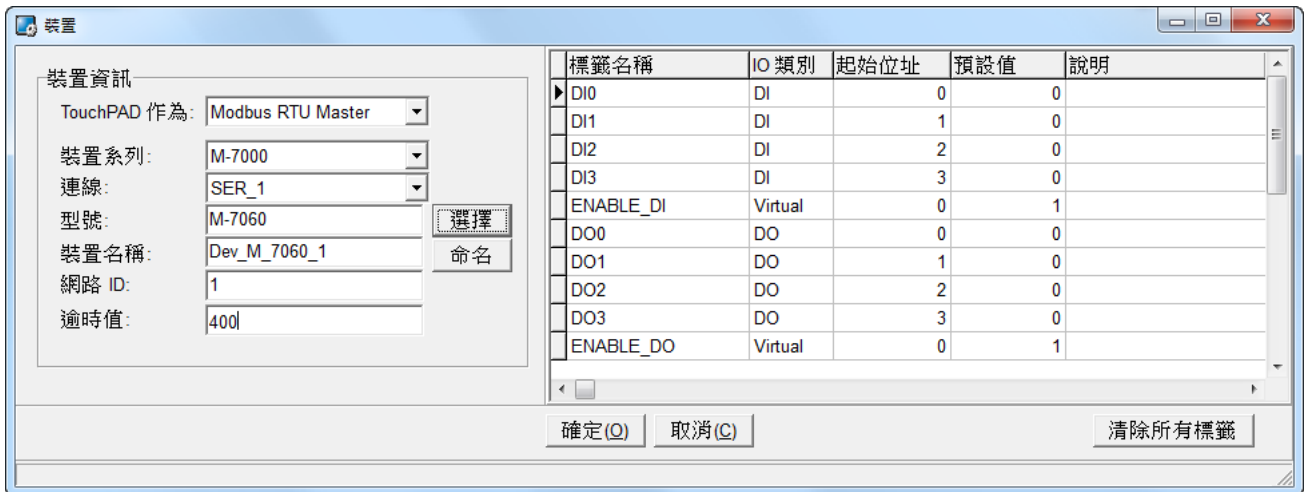 裝置
裝置資訊
TouchPAD 作為: Modbus RTU Master
裝置系列: M-7000
連線: SER_1
型號: M-7060 選擇
裝置名稱: Dev_M_7060_1 命名
網路 ID: 1
逾時值: 400
標籤名稱 IO 類別 起始位址 預設值 說明
DI0 DI 0 0
DI1 DI 1 0
DI2 DI 2 0
DI3 DI 3 0
ENABLE_DI Virtual 0 1
DO0 DO 0 0
DO1 DO 1 0
DO2 DO 2 0
DO3 DO 3 0
ENABLE_DO Virtual 0 1
確定(O) 取消(C) 清除所有標籤